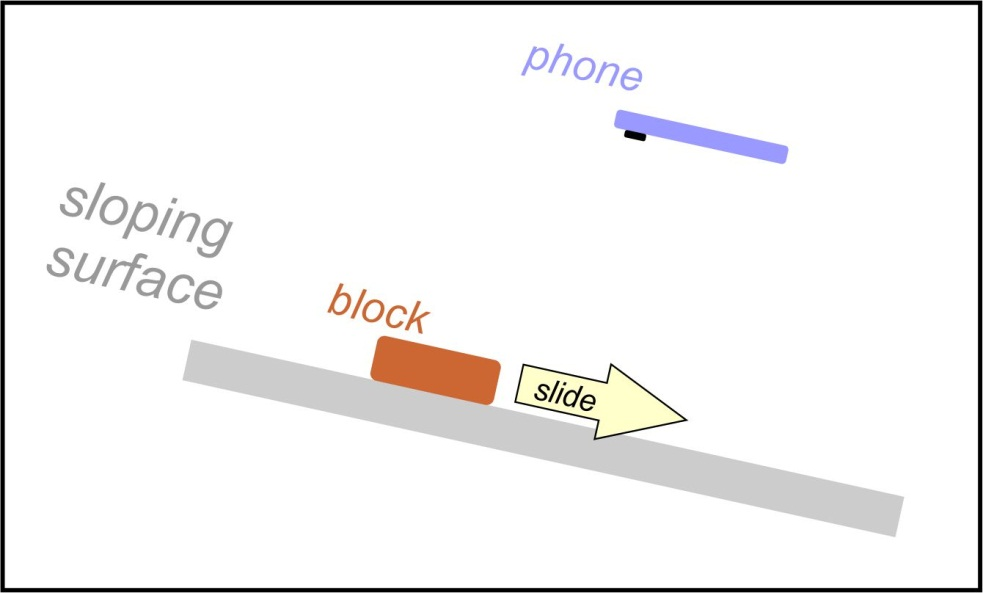 phone
sloping
surface
block
slide